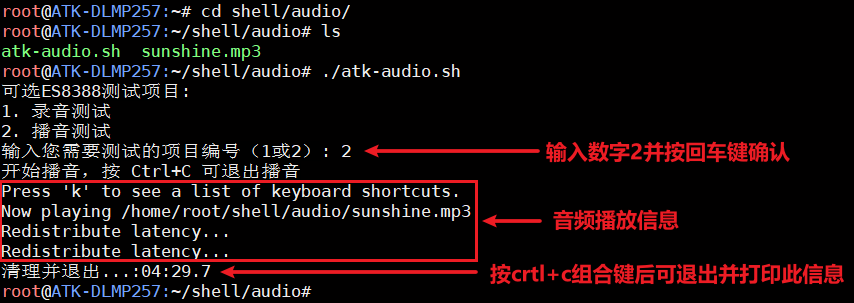 root@ATK-DLMP257:~# cd shell/audio/
root@ATK-DLMP257:~/shell/audio# ls
atk-audio.sh  sunshine.mp3
root@ATK-DLMP257:~/shell/audio# ./atk-audio.sh
可选ES8388测试项目:
1. 录音测试
2. 播音测试
输入您需要测试的项目编号（1或2）: 2
输入数字2并按回车键确认
开始播音，按 Ctrl+C 可退出播音
Press 'k' to see a list of keyboard shortcuts.
Now playing /home/root/shell/audio/sunshine.mp3
音频播放信息
Redistribute latency...
Redistribute latency...
清理并退出...:04:29.7
按crtl+c组合键后可退出并打印此信息
root@ATK-DLMP257:~/shell/audio#